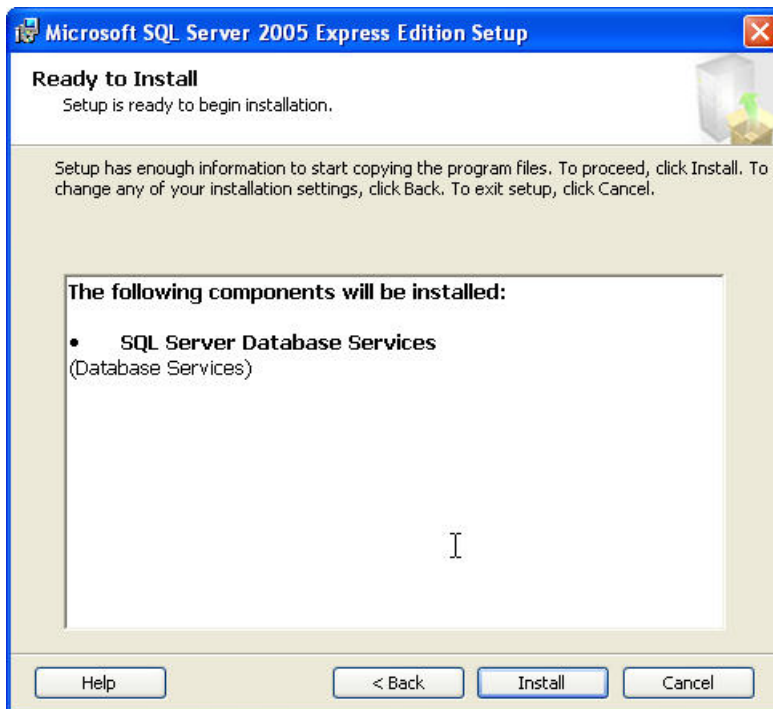 Microsoft SQL Server 2005 Express Edition Setup
Ready to Install
Setup is ready to begin installation.
Setup has enough information to start copying the program files. To proceed, click Install. To
change any of your installation settings, click Back. To exit setup, click Cancel.
The following components will be installed:
• SQL Server Database Services
(Database Services)
Help
< Back
Install
Cancel